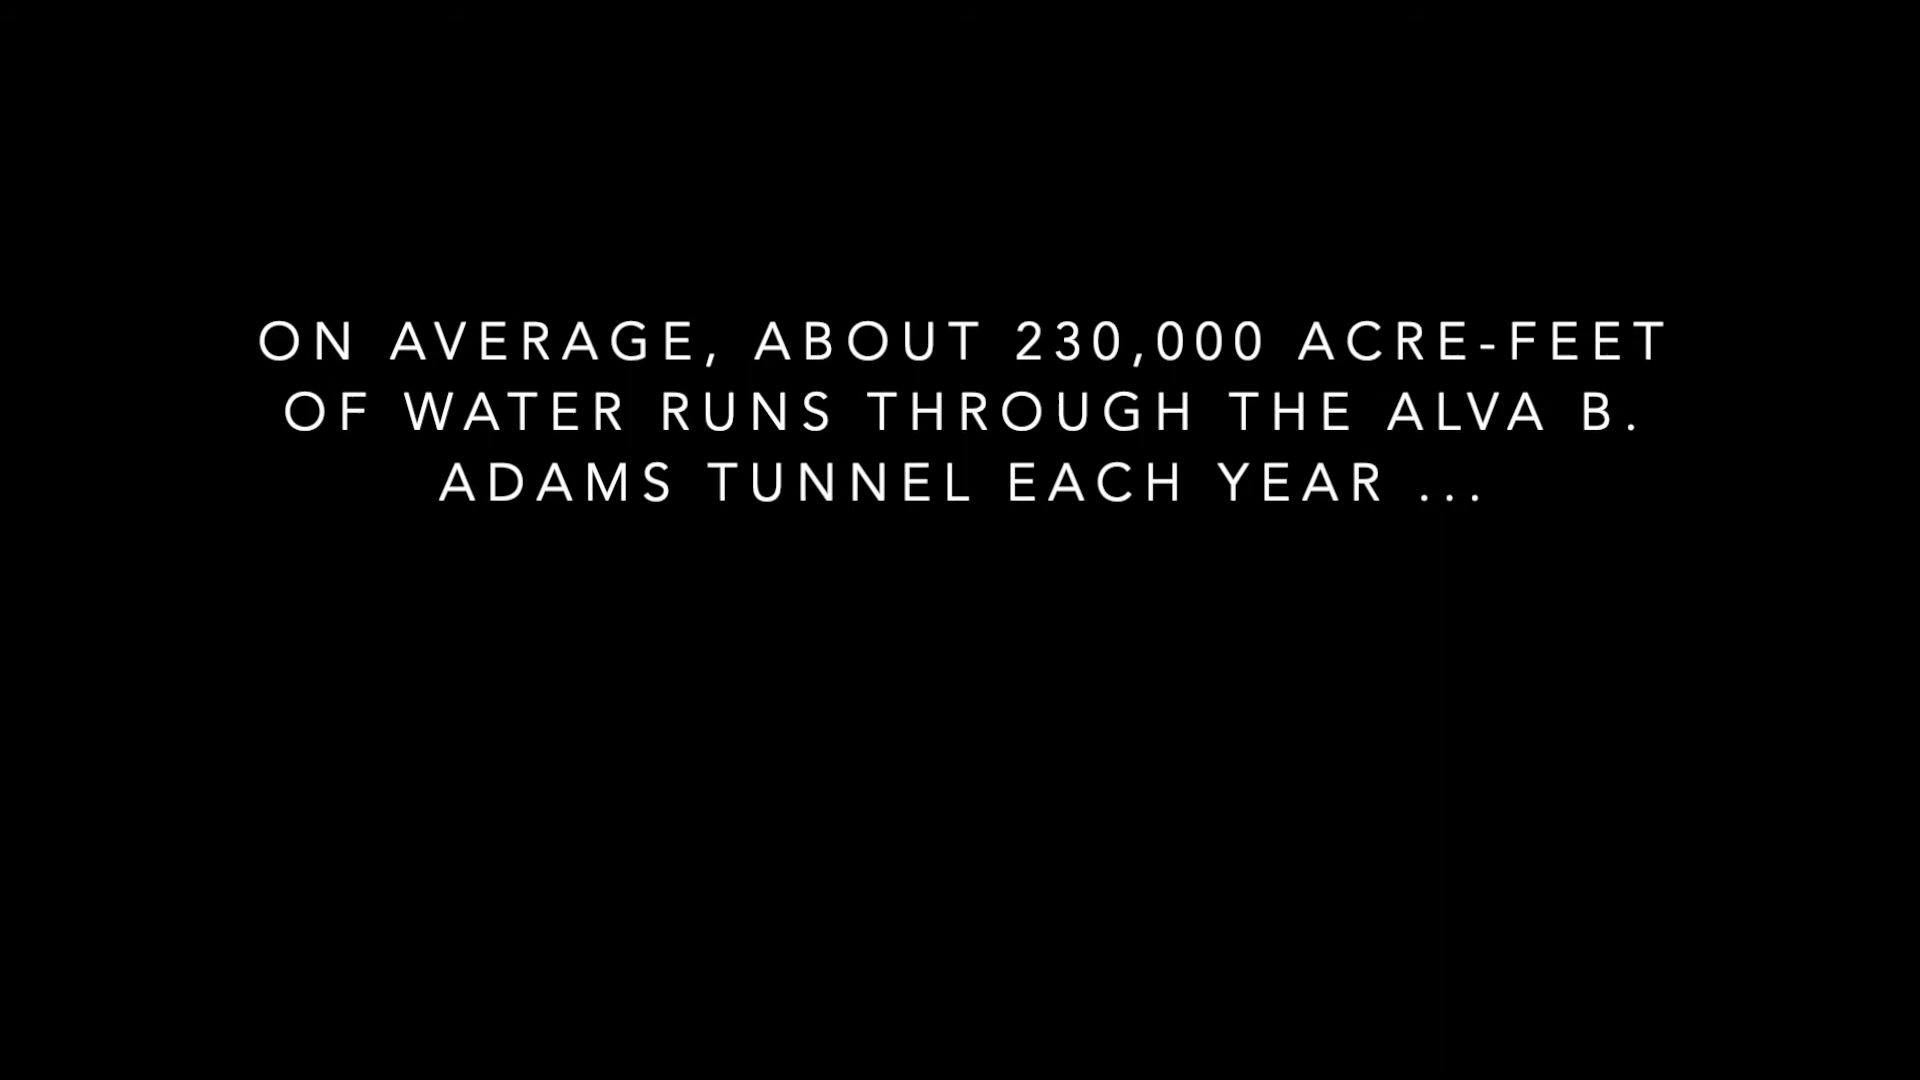 ON AVERAGE, ABOUT 230,000 ACRE-FEET
OF WATER RUNS THROUGH THE ALVA B.
ADAMS TUNNEL EACH YEAR ...